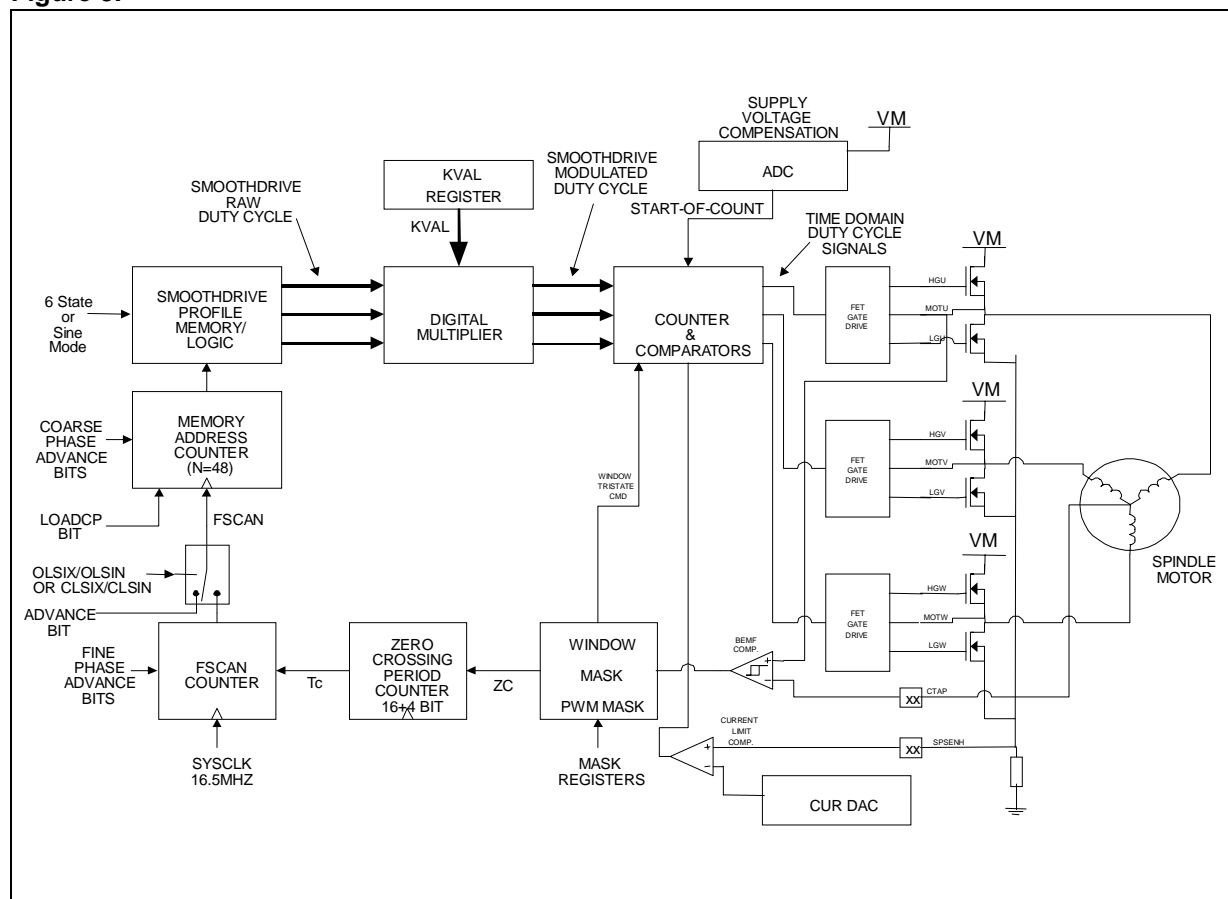 Figure 3.
SUPPLY
VOLTAGE
COMPENSATION
VM
ADC
START-OF-COUNT
SMOOTHDRIVE
RAW
DUTY CYCLE
KVAL
REGISTER
KVAL
SMOOTHDRIVE
MODULATED
DUTY CYCLE
TIME DOMAIN
DUTY CYCLE
SIGNALS
6 State
or
Sine
Mode
SMOOTHDRIVE
PROFILE
MEMORY/
LOGIC
DIGITAL
MULTIPLIER
COUNTER
&
COMPARATORS
FET
GATE
DRIVE
HGU
MOTU
LGU
VM
COARSE
PHASE
ADVANCE
BITS
MEMORY
ADDRESS
COUNTER
(N=48)
LOADCP
BIT
FSCAN
WINDOW
TRISTATE
CMD
FET
GATE
DRIVE
HGV
MOTV
LGV
VM
SPINDLE
MOTOR
OLSIX/OLSIN
OR CLSIX/CLSIN
ADVANCE
BIT
FINE
PHASE
ADVANCE
BITS
FSCAN
COUNTER
SYSCLK
16.5MHZ
Tc
ZERO
CROSSING
PERIOD
COUNTER
16+4 BIT
ZC
WINDOW
MASK
PWM MASK
MASK
REGISTERS
BEMF
COMP.
+
−
FET
GATE
DRIVE
HGW
MOTW
LGW
VM
XX
CTAP
CURRENT
LIMIT
COMP.
+
−
XX
SPSENH
CUR DAC